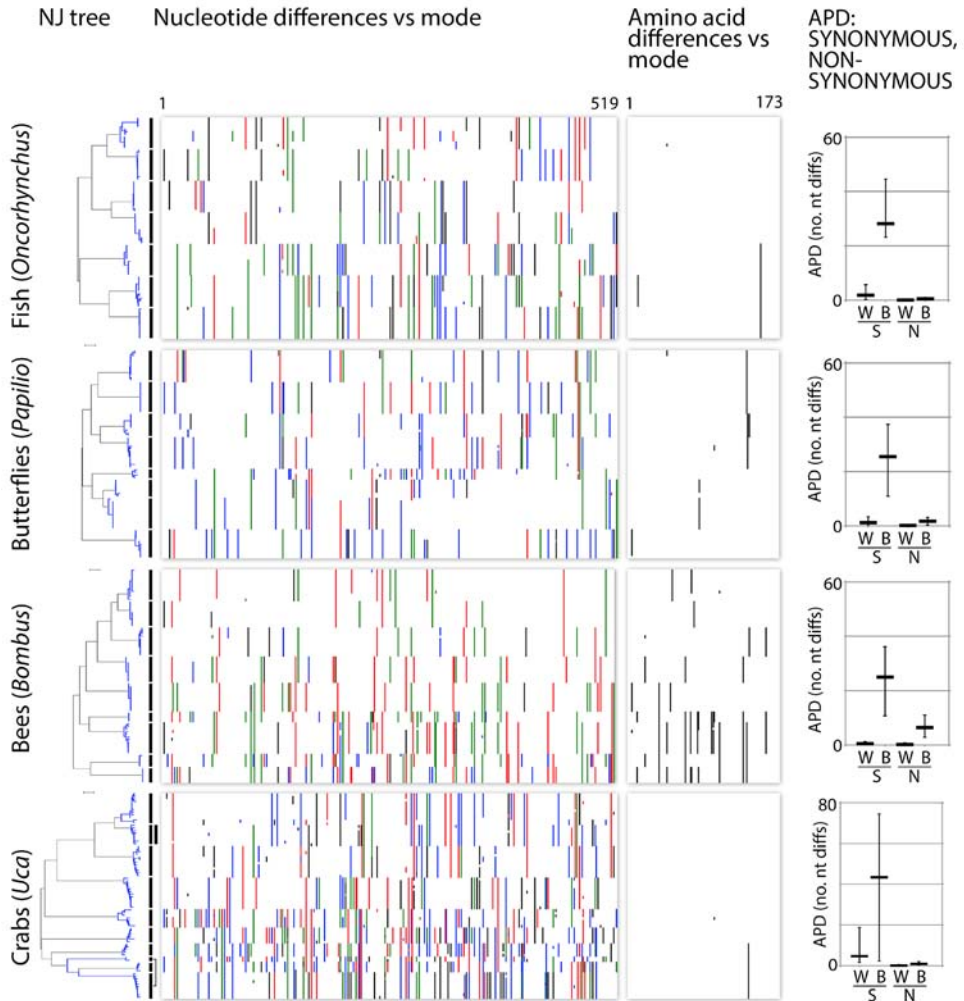 NJ tree
Nucleotide differences vs mode
Amino acid
differences vs
mode
APD:
SYNONYMOUS,
NON-
SYNONYMOUS
1
519
1
173
Fish (Oncorhynchus)
60
APD (no. nt diffs)
0
W B W B
S N
Butterflies (Papilio)
60
APD (no. nt diffs)
0
W B W B
S N
Bees (Bombus)
60
APD (no. nt diffs)
0
W B W B
S N
Crabs (Uca)
80
APD (no. nt diffs)
0
W B W B
S N